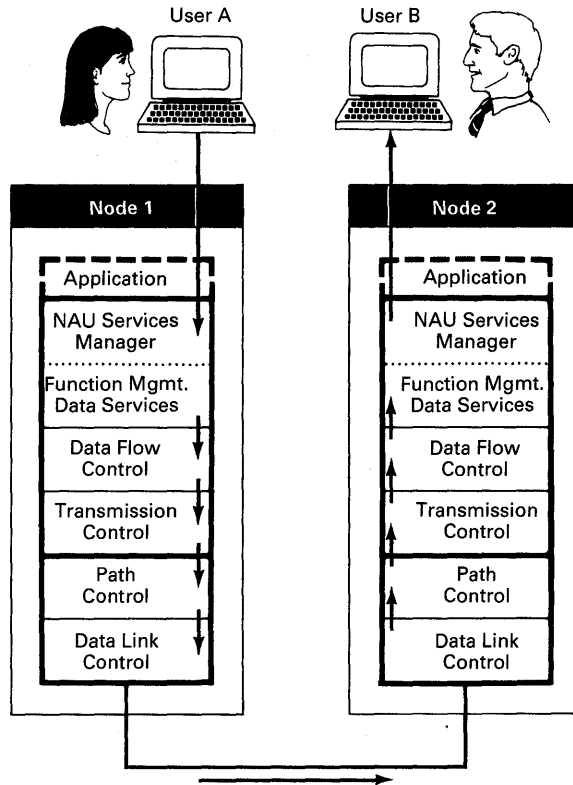 User A
User B
Node 1
Application
NAU Services
Manager
Function Mgmt.
Data Services
Data Flow
Control
Transmission
Control
Path
Control
Data Link
Control
Node 2
Application
NAU Services
Manager
Function Mgmt.
Data Services
Data Flow
Control
Transmission
Control
Path
Control
Data Link
Control